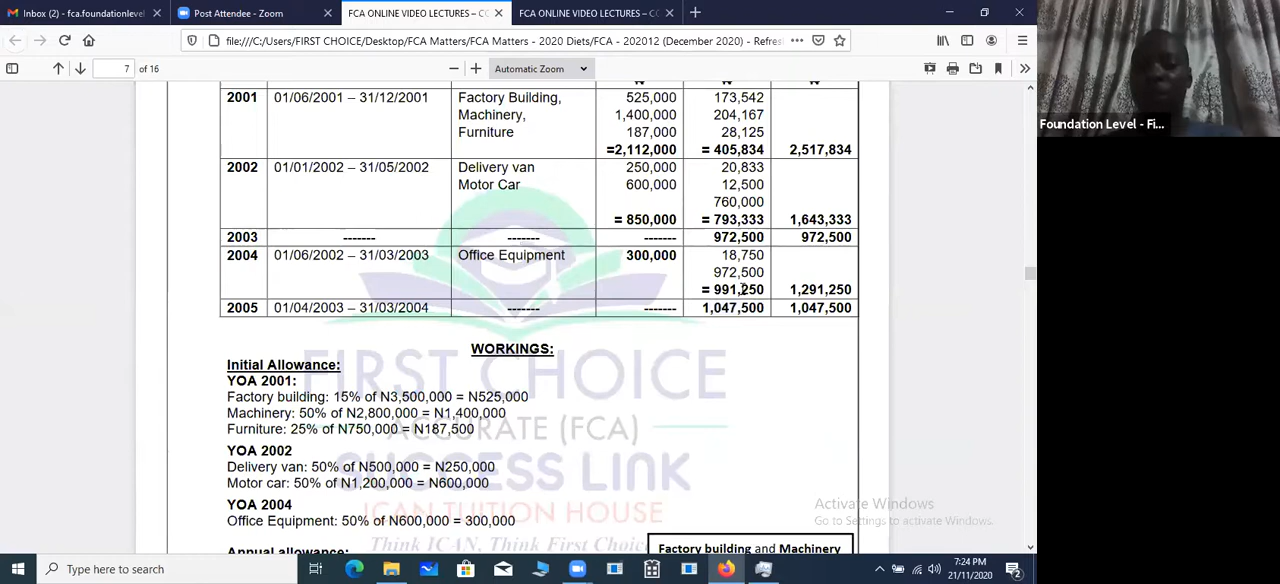 Inbox (2) - fca.foundationlevel
Post Attendee - Zoom
FCA ONLINE VIDEO LECTURES – CC
FCA ONLINE VIDEO LECTURES – CC
file:///C:/Users/FIRST CHOICE/Desktop/FCA Matters/FCA Matters - 2020 Diets/FCA - 202012 (December 2020) - Refres
7 of 16
Automatic Zoom
2001 01/06/2001 – 31/12/2001 Factory Building, 525,000 173,542
Machinery, 1,400,000 204,167
Furniture 187,000 28,125
=2,112,000 = 405,834 2,517,834
2002 01/01/2002 – 31/05/2002 Delivery van 250,000 20,833
Motor Car 600,000 12,500
760,000
= 850,000 = 793,333 1,643,333
2003 ------- ------- ------- 972,500 972,500
2004 01/06/2002 – 31/03/2003 Office Equipment 300,000 18,750
972,500
= 991,250 1,291,250
2005 01/04/2003 – 31/03/2004 ------- ------- 1,047,500 1,047,500
WORKINGS:
Initial Allowance:
YOA 2001:
Factory building: 15% of N3,500,000 = N525,000
Machinery: 50% of N2,800,000 = N1,400,000
Furniture: 25% of N750,000 = N187,500
YOA 2002
Delivery van: 50% of N500,000 = N250,000
Motor car: 50% of N1,200,000 = N600,000
YOA 2004
Office Equipment: 50% of N600,000 = 300,000
Annual allowance:
Factory building and Machinery
FIRST CHOICE
ACCURATE (FCA)
SUCCESS LINK
ICAN TUITION HOUSE
Think ICAN, Think First Choice
Activate Windows
Go to Settings to activate Windows.
Foundation Level - Fi...
Type here to search
7:24 PM
21/11/2020
2